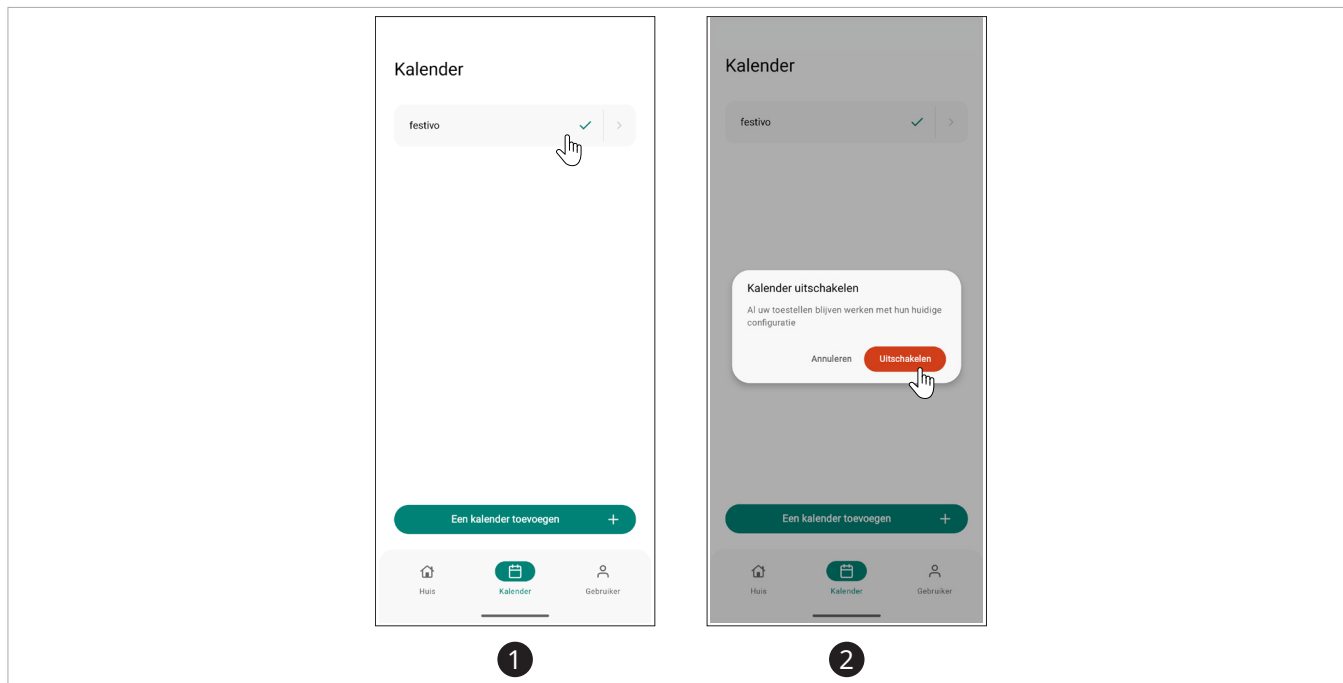 Kalender
festivo
Een kalender toevoegen
Huis
Kalender
Gebruiker
1
Kalender
festivo
Kalender uitschakelen
Al uw toestellen blijven werken met hun huidige
configuratie
Annuleren
Uitschakelen
Een kalender toevoegen
Huis
Kalender
Gebruiker
2